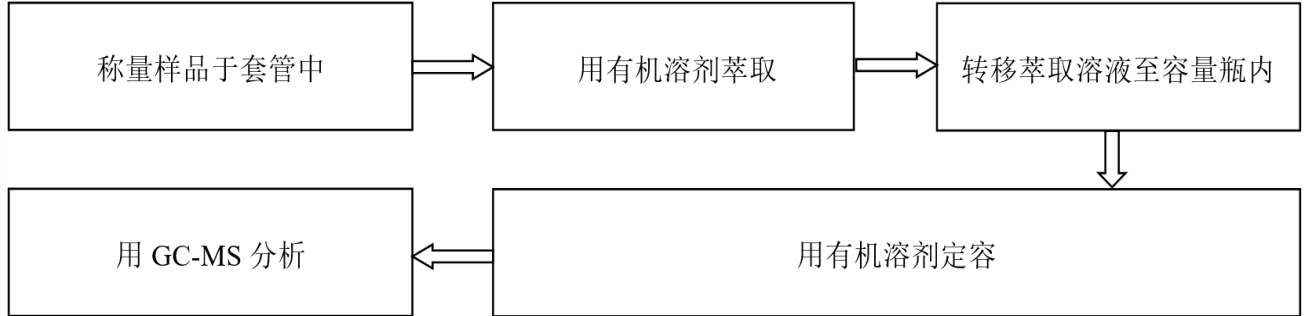 称量样品于套管中
用有机溶剂萃取
转移萃取溶液至容量瓶内
用有机溶剂定容
用 GC-MS 分析